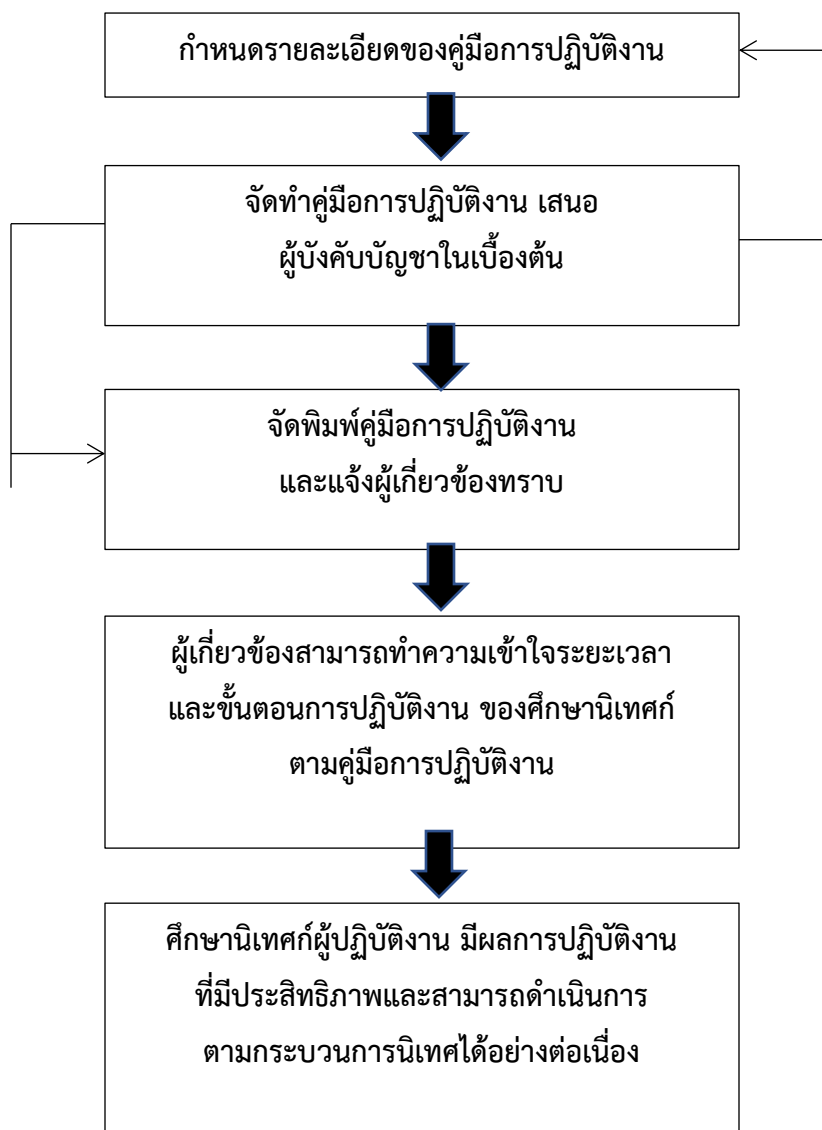 กำหนดรายละเอียดของคู่มือการปฏิบัติงาน
จัดทำคู่มือการปฏิบัติงาน เสนอ
ผู้บังคับบัญชาในเบื้องต้น
จัดพิมพ์คู่มือการปฏิบัติงาน
และแจ้งผู้เกี่ยวข้องทราบ
ผู้เกี่ยวข้องสามารถทำความเข้าใจระยะเวลา
และขั้นตอนการปฏิบัติงาน ของศึกษานิเทศก์
ตามคู่มือการปฏิบัติงาน
ศึกษานิเทศก์ผู้ปฏิบัติงาน มีผลการปฏิบัติงาน
ที่มีประสิทธิภาพและสามารถดำเนินการ
ตามกระบวนการนิเทศได้อย่างต่อเนื่อง